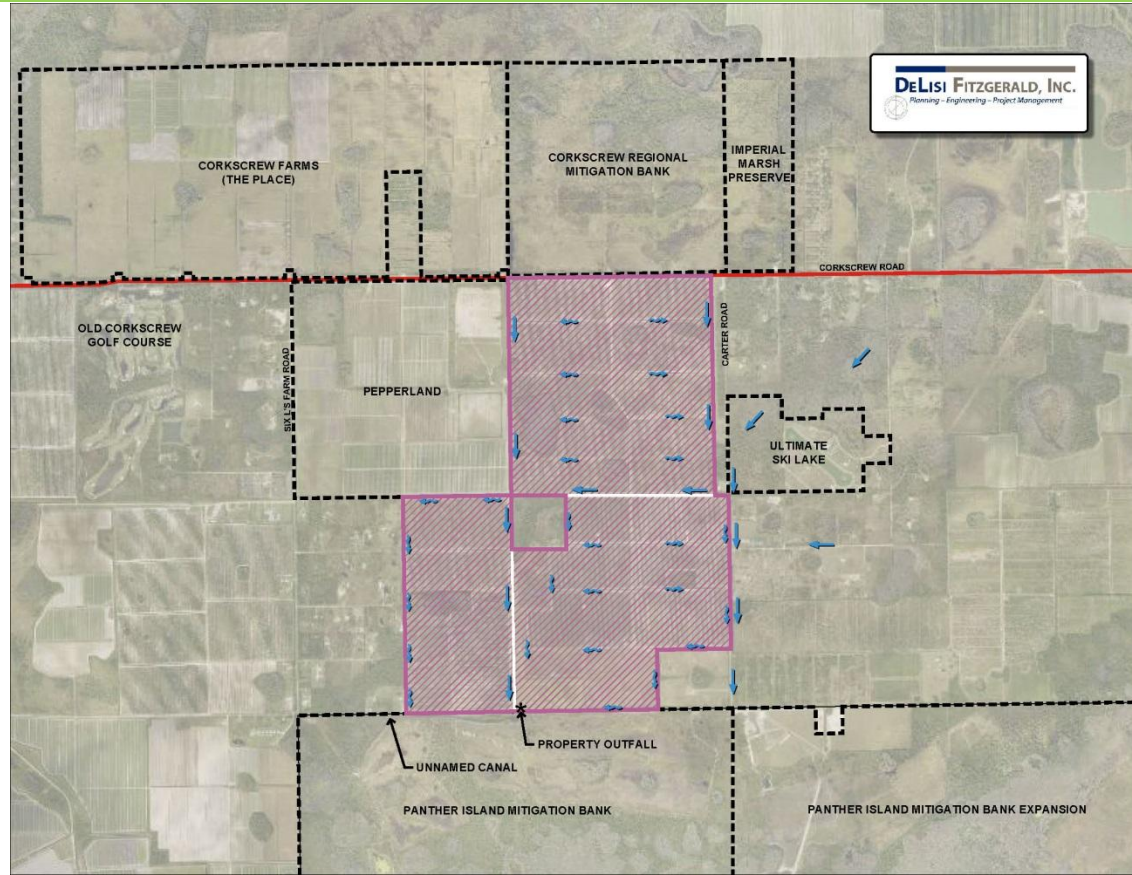 DELISI FITZGERALD, INC.
Planning – Engineering – Project Management
CORKSCREW FARMS
(THE PLACE)
CORKSCREW REGIONAL
MITIGATION BANK
IMPERIAL
MARSH
PRESERVE
CORKSCREW ROAD
OLD CORKSCREW
GOLF COURSE
SIX L'S FARM ROAD
PEPPERLAND
CARTER ROAD
ULTIMATE
SKI LAKE
PROPERTY OUTFALL
UNNAMED CANAL
PANTHER ISLAND MITIGATION BANK
PANTHER ISLAND MITIGATION BANK EXPANSION